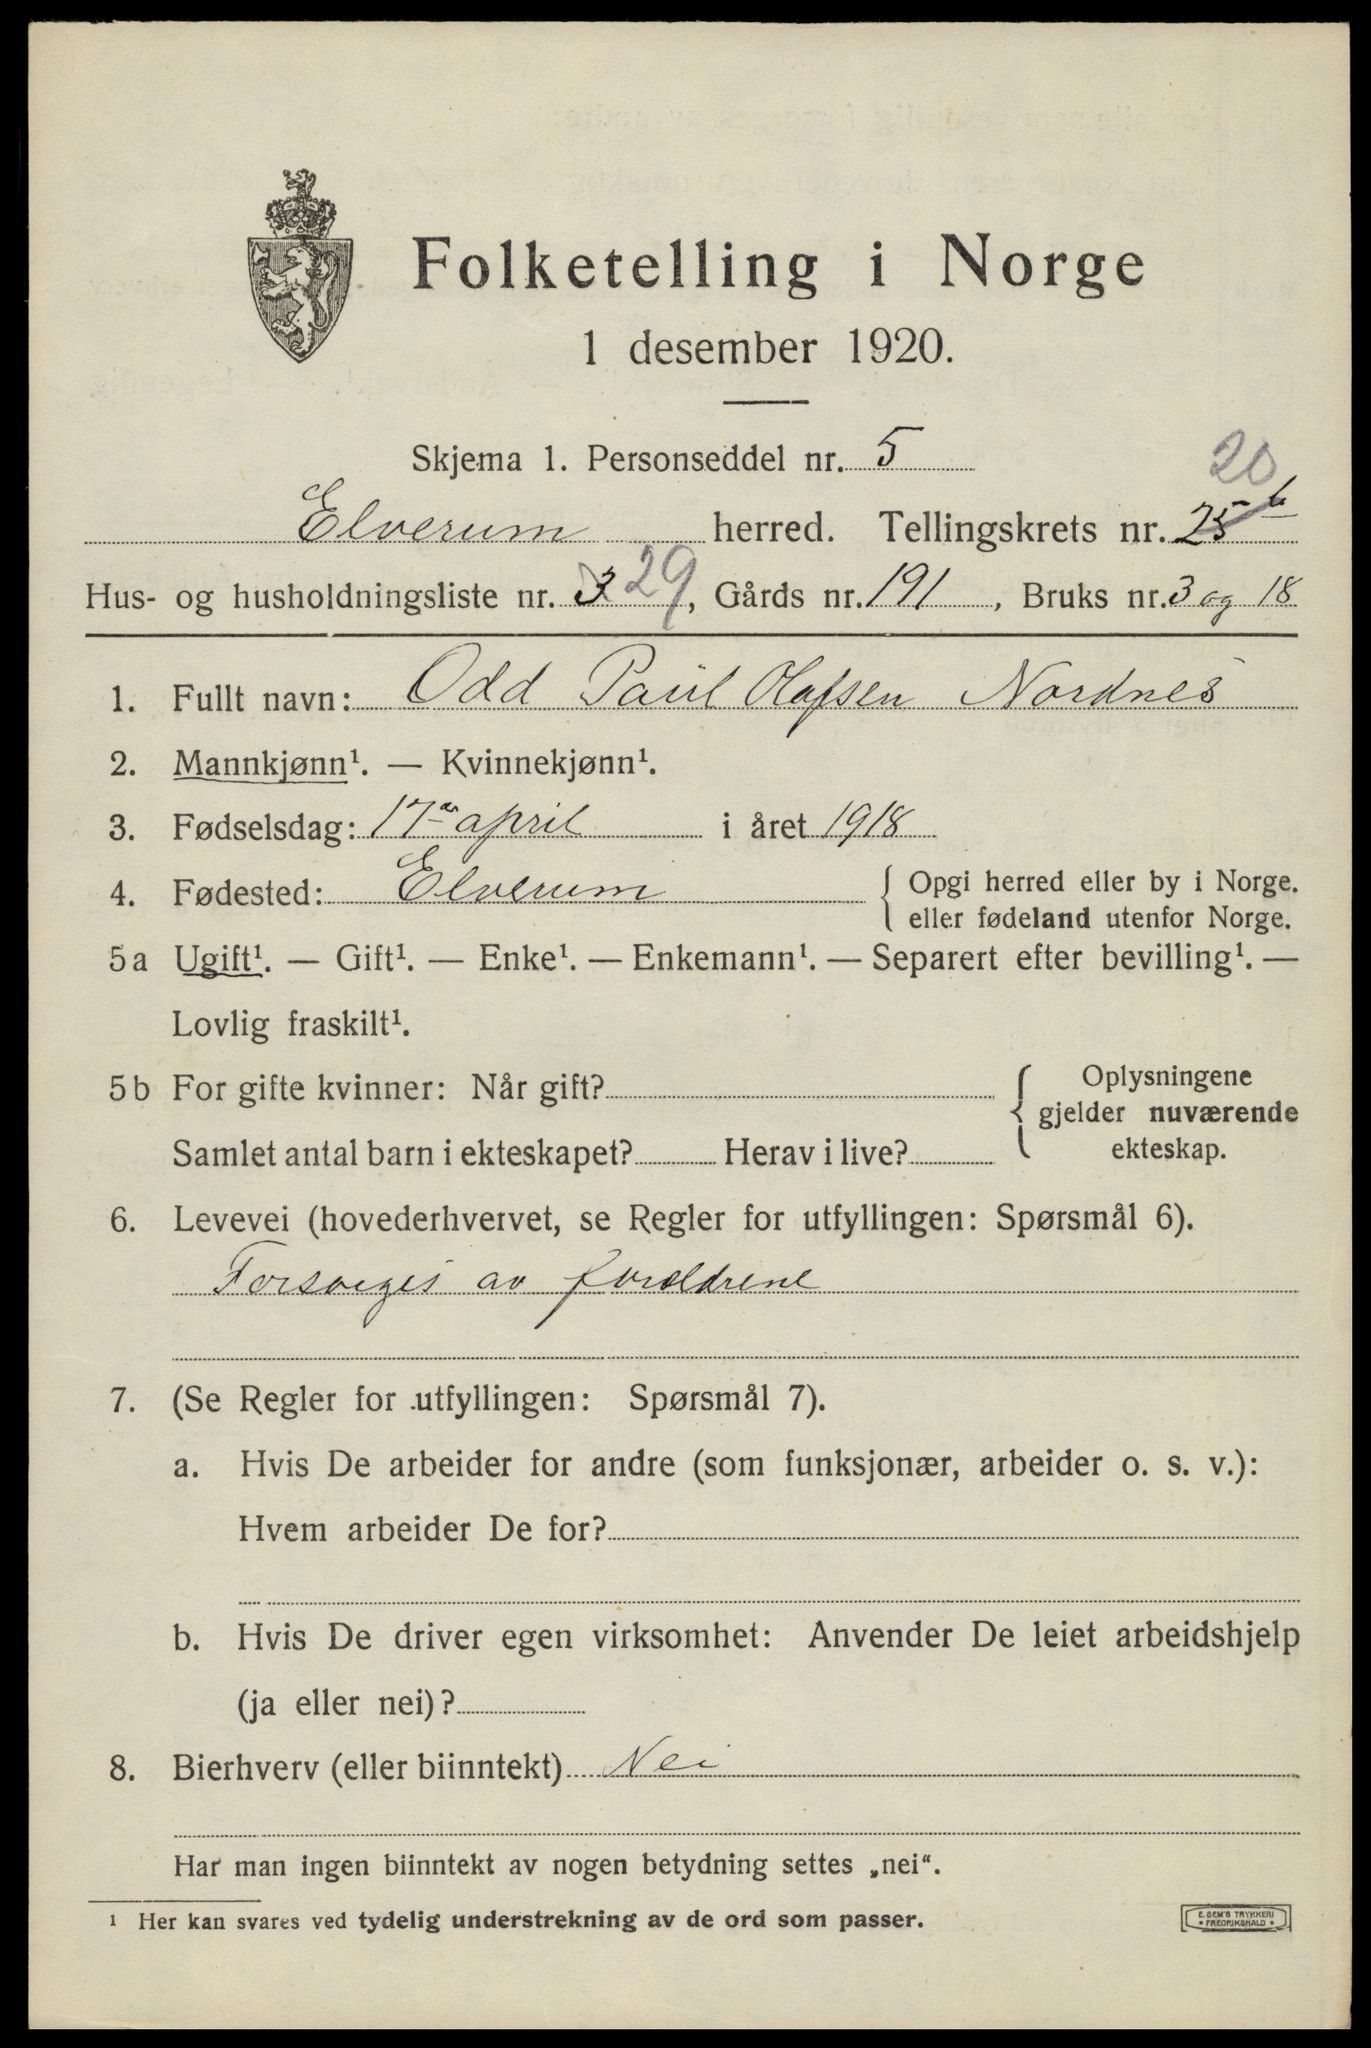 Folketelling i Norge
1 desember 1920.
Skjema 1. Personseddel nr. 5
20
Elverum herred. Tellingskrets nr. 25 b
Hus- og husholdningsliste nr. 3 29, Gårds nr. 191, Bruks nr. 3 og 18
1. Fullt navn: Odd Paul Olafsen Nordnes
2. Mannkjønn¹. — Kvinnekjønn¹.
3. Fødselsdag: 17de april i året 1918
4. Fødested: Elverum { Opgi herred eller by i Norge.
eller fødeland utenfor Norge.
5a Ugift¹. — Gift¹. — Enke¹. — Enkemann¹. — Separert efter bevilling¹. —
Lovlig fraskilt¹.
5b For gifte kvinner: Når gift?
Samlet antal barn i ekteskapet? Herav i live?
{ Oplysningene
gjelder nuværende
ekteskap.
6. Levevei (hovederhvervet, se Regler for utfyllingen: Spørsmål 6).
Forsørges av forældrene
7. (Se Regler for utfyllingen: Spørsmål 7).
a. Hvis De arbeider for andre (som funksjonær, arbeider o. s. v.):
Hvem arbeider De for?
b. Hvis De driver egen virksomhet: Anvender De leiet arbeidshjelp
(ja eller nei)?
8. Bierhverv (eller biinntekt) Nei
Har man ingen biinntekt av nogen betydning settes „nei“.
¹ Her kan svares ved tydelig understrekning av de ord som passer.
E. SEM'S TRYKKERI
• FREDRIKSHALD •